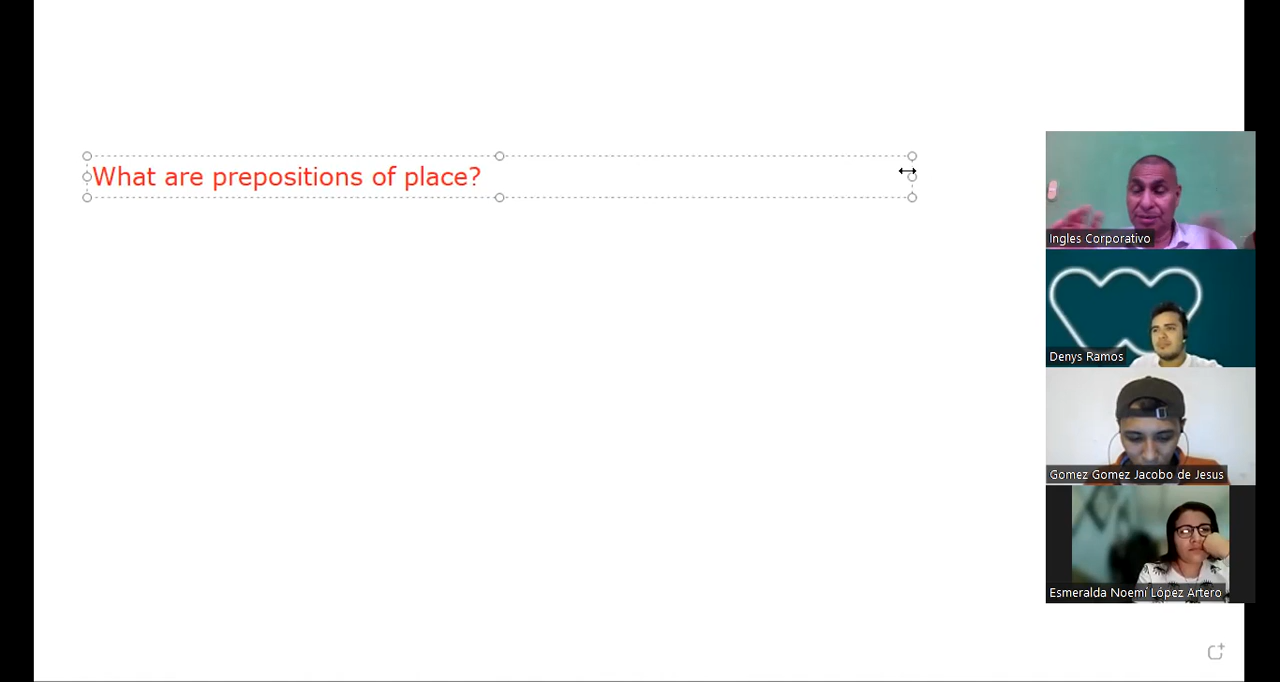 What are prepositions of place?
Ingles Corporativo
Denys Ramos
Gomez Gomez Jacobo de Jesus
Esmeralda Noemí López Artero